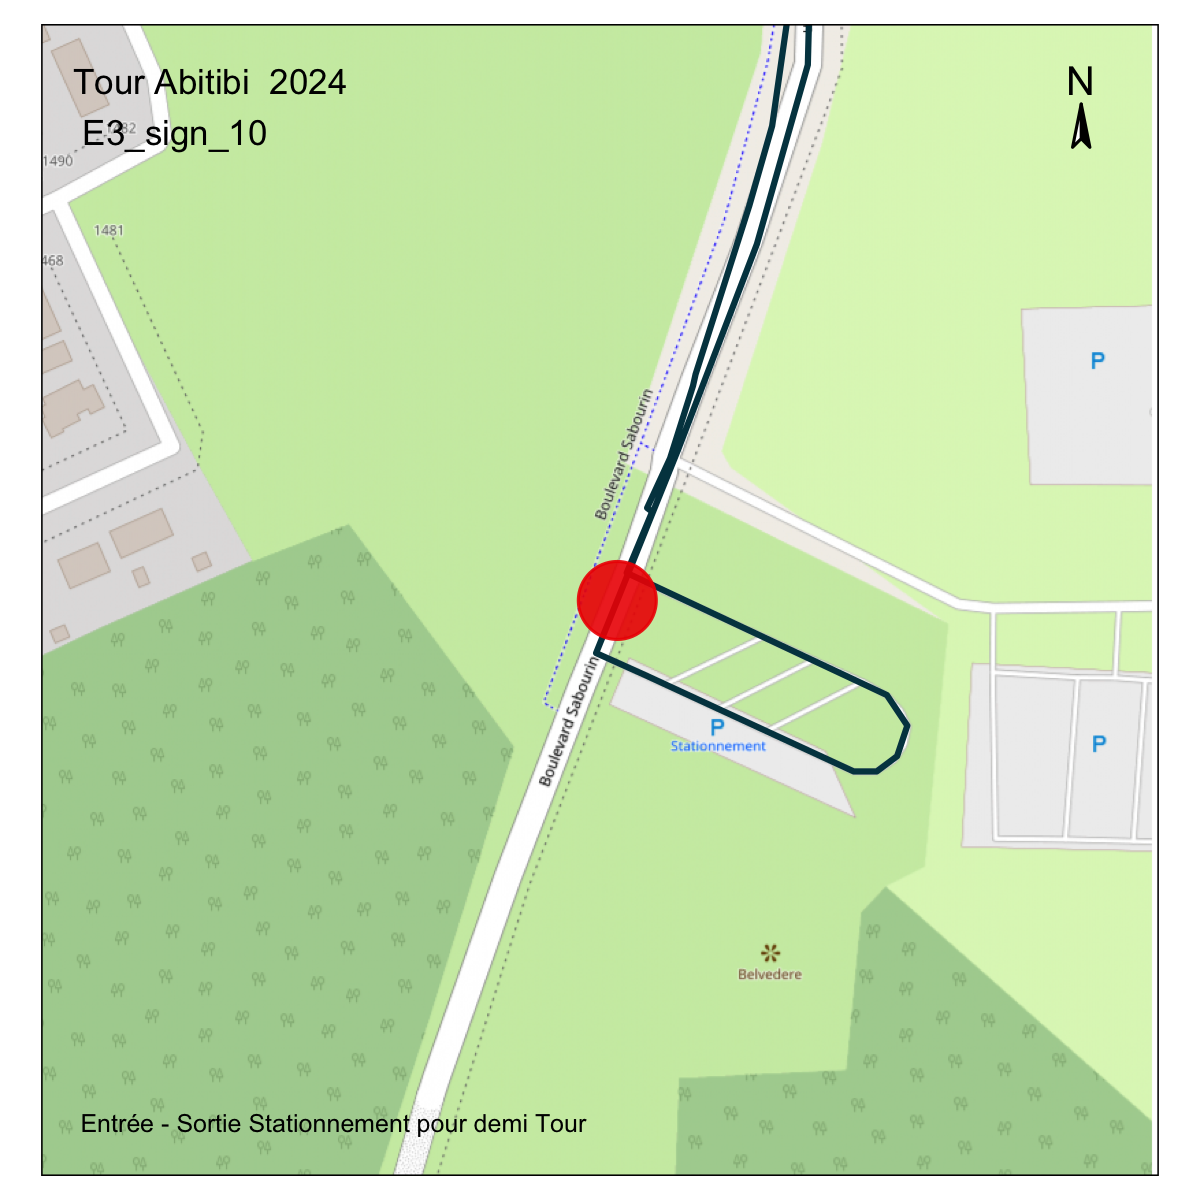 Tour Abitibi  2024
N
E3_sign_10
1490
1481
468
P
Boulevard Sabourin
Boulevard Sabourin
P
Stationnement
P
Belvedere
Entrée - Sortie Stationnement pour demi Tour